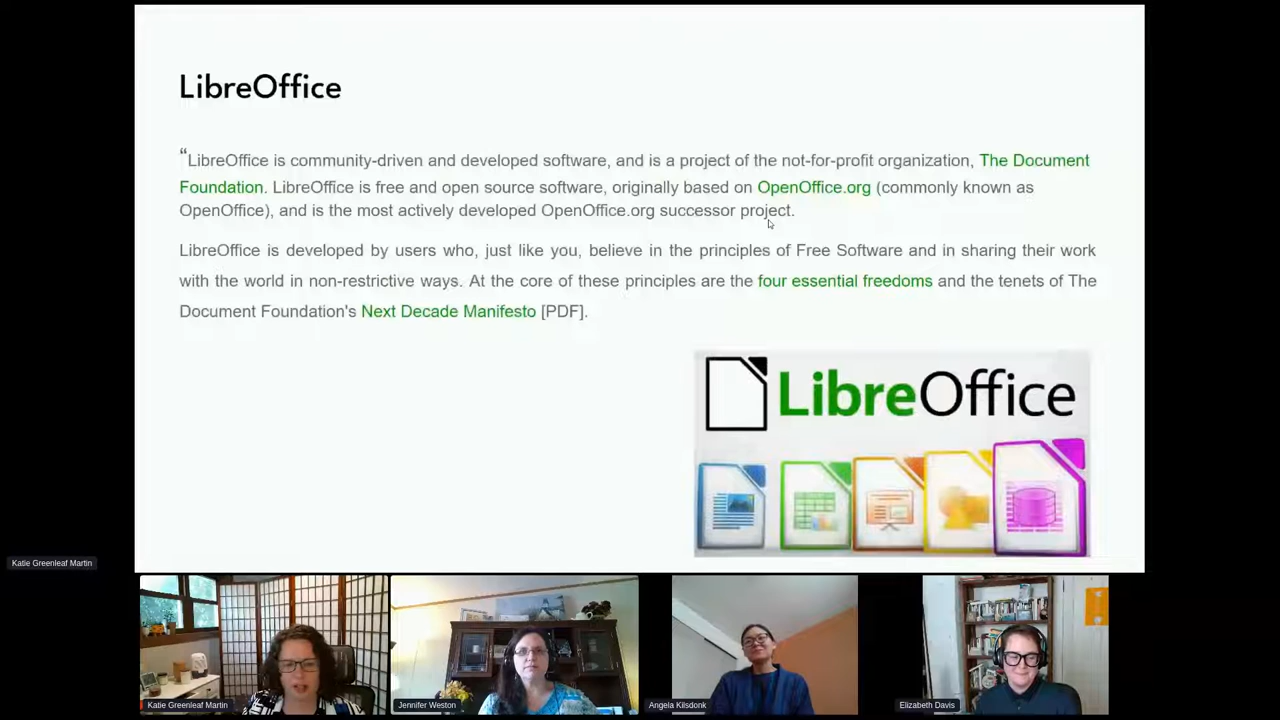 LibreOffice
“LibreOffice is community-driven and developed software, and is a project of the not-for-profit organization, The Document
Foundation. LibreOffice is free and open source software, originally based on OpenOffice.org (commonly known as
OpenOffice), and is the most actively developed OpenOffice.org successor project.
LibreOffice is developed by users who, just like you, believe in the principles of Free Software and in sharing their work
with the world in non-restrictive ways. At the core of these principles are the four essential freedoms and the tenets of The
Document Foundation's Next Decade Manifesto [PDF].
LibreOffice
Katie Greenleaf Martin
Katie Greenleaf Martin
Jennifer Weston
Angela Kilsdonk
Elizabeth Davis